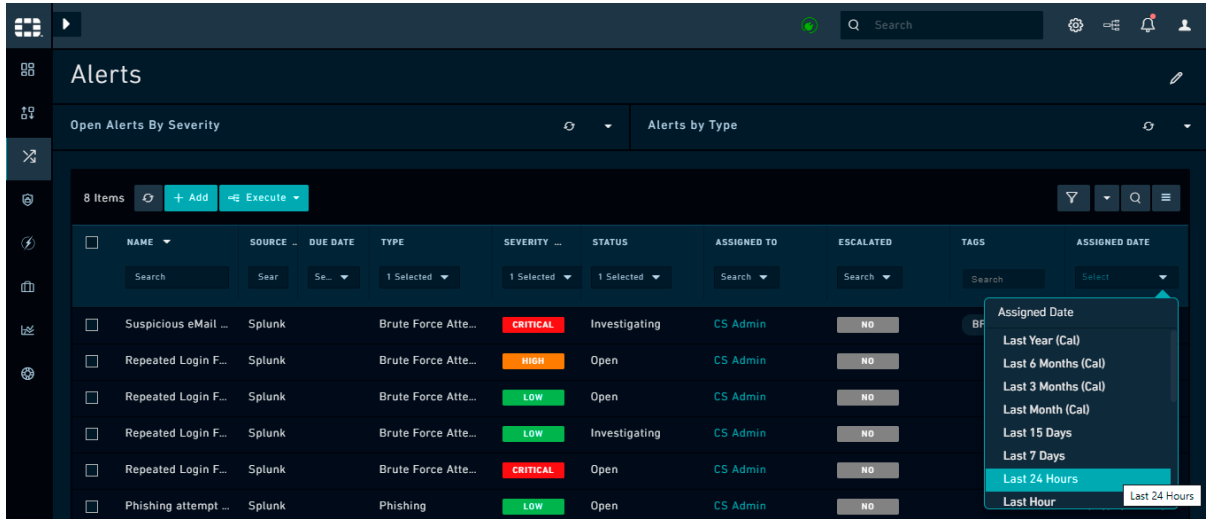 Search
Alerts
Open Alerts By Severity
Alerts by Type
8 Items + Add Execute
NAME SOURCE .. DUE DATE TYPE SEVERITY ... STATUS ASSIGNED TO ESCALATED TAGS ASSIGNED DATE
Search Sear Se... 1 Selected 1 Selected 1 Selected Search Search Search Select
Suspicious eMail ... Splunk Brute Force Atte... CRITICAL Investigating CS Admin NO
Repeated Login F... Splunk Brute Force Atte... HIGH Open CS Admin NO
Repeated Login F... Splunk Brute Force Atte... LOW Open CS Admin NO
Repeated Login F... Splunk Brute Force Atte... LOW Investigating CS Admin NO
Repeated Login F... Splunk Brute Force Atte... CRITICAL Open CS Admin NO
Phishing attempt ... Splunk Phishing LOW Open CS Admin NO
Assigned Date
Last Year (Cal)
Last 6 Months (Cal)
Last 3 Months (Cal)
Last Month (Cal)
Last 15 Days
Last 7 Days
Last 24 Hours
Last Hour
Last 24 Hours